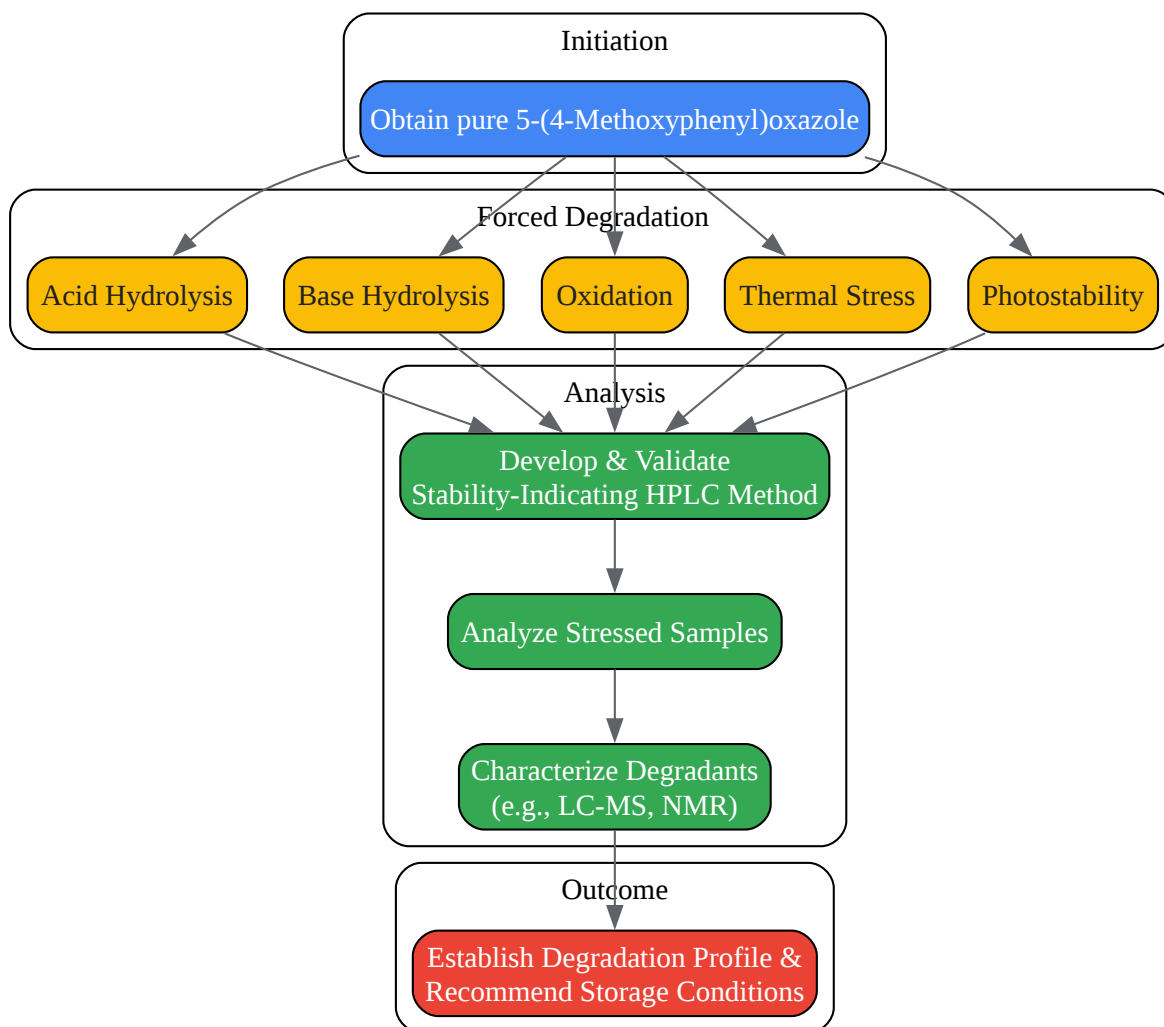 Initiation
Obtain pure 5-(4-Methoxyphenyl)oxazole
Forced Degradation
Acid Hydrolysis
Base Hydrolysis
Oxidation
Thermal Stress
Photostability
Analysis
Develop & Validate
Stability-Indicating HPLC Method
Analyze Stressed Samples
Characterize Degradants
(e.g., LC-MS, NMR)
Outcome
Establish Degradation Profile &
Recommend Storage Conditions